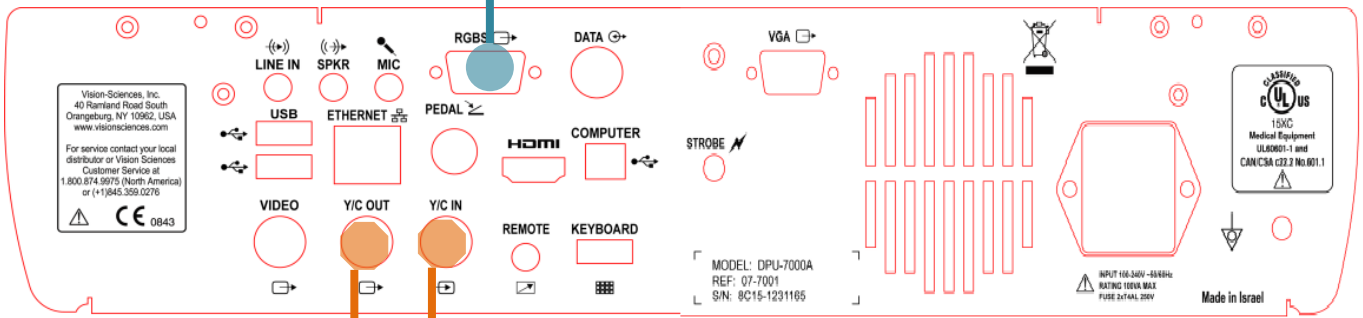 RGBS
DATA
VGA
LINE IN
SPKR
MIC
Vision-Sciences, Inc.
40 Ramland Road South
Orangeburg, NY 10962, USA
www.visionsciences.com
For service contact your local
distributor or Vision Sciences
Customer Service at
1.800.874.9975 (North America)
or (+1)845.359.0276
CE 0843
USB
ETHERNET
PEDAL
HDMI
COMPUTER
STROBE
CLASSIFIED
C UL US
15XC
Medical Equipment
UL60601-1 and
CAN/CSA c22.2 No.601.1
VIDEO
Y/C OUT
Y/C IN
REMOTE
KEYBOARD
MODEL: DPU-7000A
REF: 07-7001
S/N: 8C15-1231165
INPUT 100-240V ~50/60Hz
RATING 100VA MAX
FUSE 2xT4AL 250V
Made in Israel